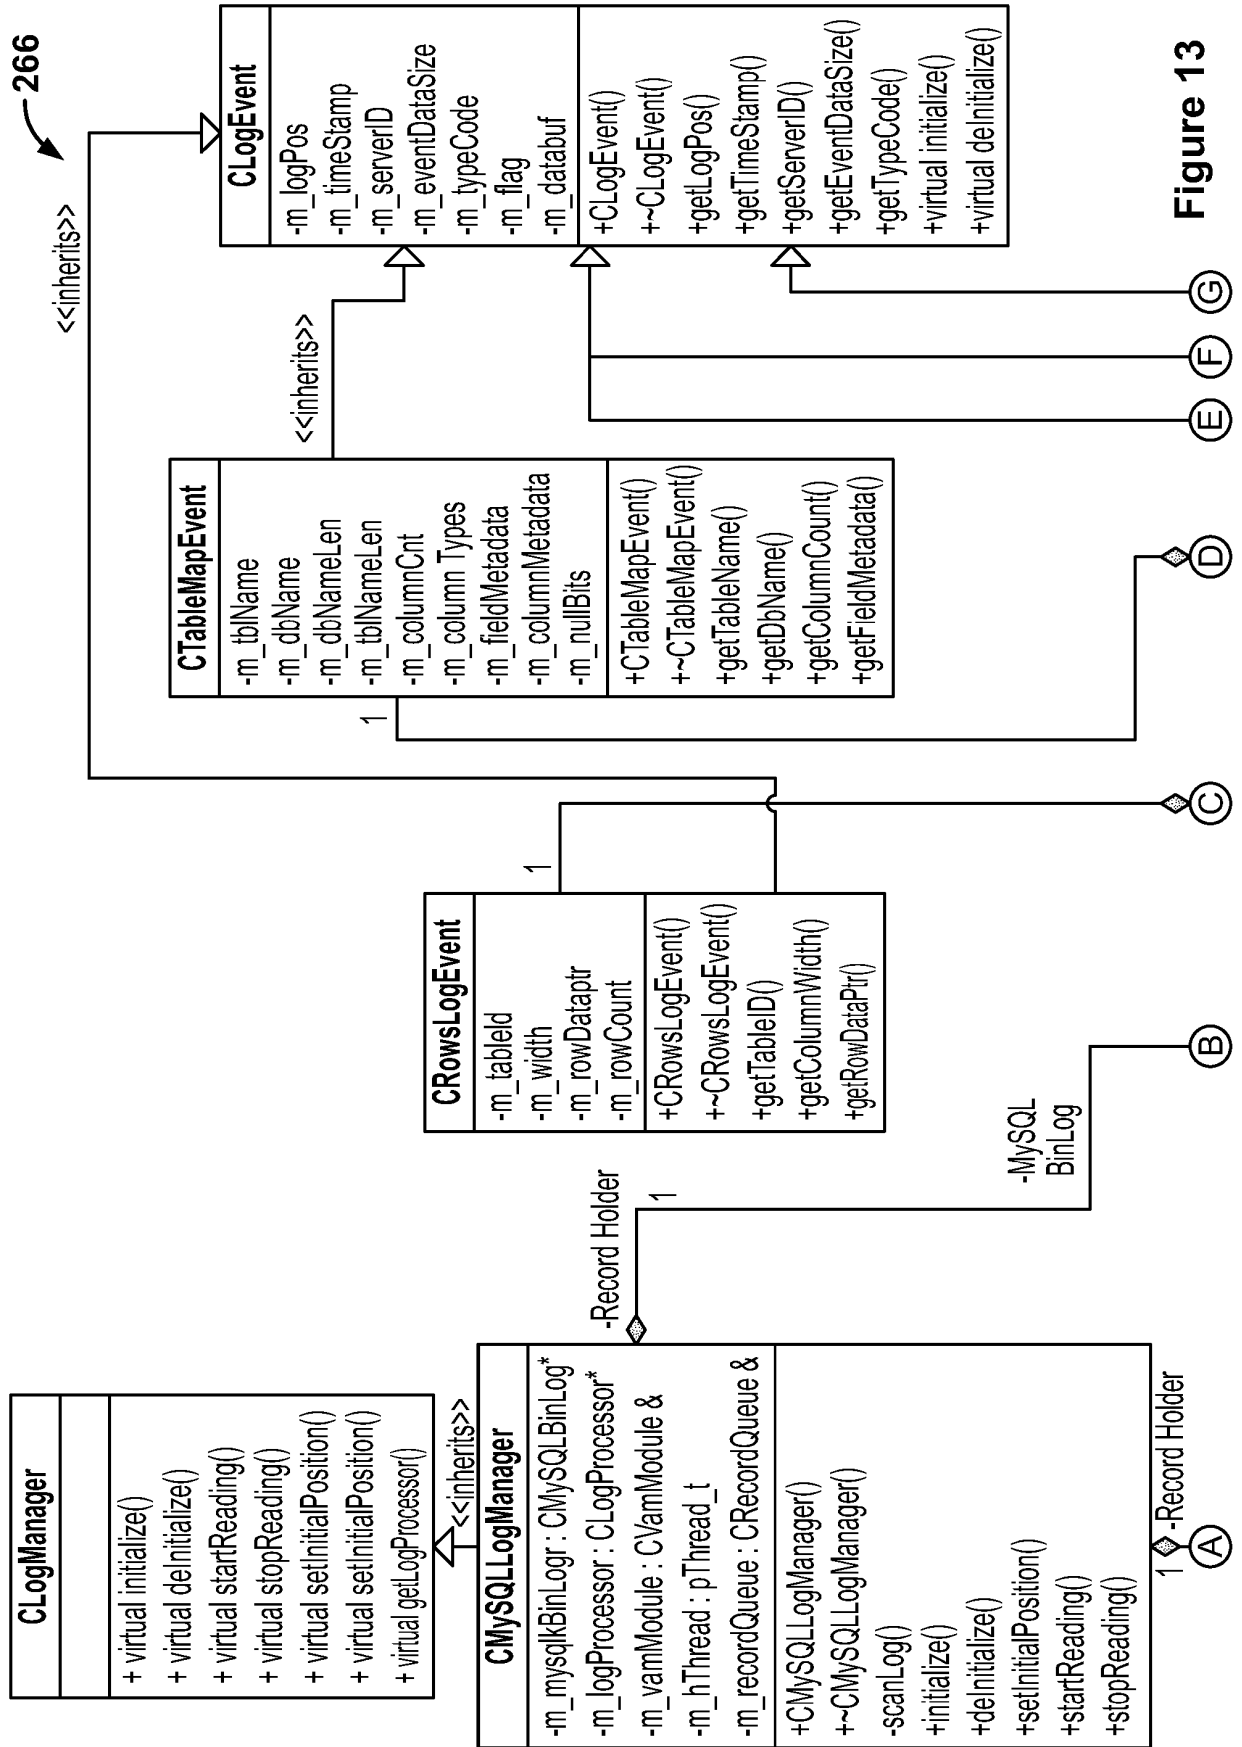 266
<<inherits>>
CLogManager
+ virtual initialize()
+ virtual deInitialize()
+ virtual startReading()
+ virtual stopReading()
+ virtual setInitialPosition()
+ virtual setInitialPosition()
+ virtual getLogProcessor()
<<inherits>>
CMySQLLogManager
-m_mysqlKBinLogr : CMySQLBinLog*
-m_logProcessor : CLogProcessor*
-m_vamModule : CVamModule &
-m_hThread : pThread_t
-m_recordQueue : CRecordQueue &
+CMySQLLogManager()
+~CMySQLLogManager()
-scanLog()
+initialize()
+deInitialize()
+setInitialPosition()
+startReading()
+stopReading()
1
-Record Holder
A
-Record Holder
1
-MySQL
BinLog
B
CRowsLogEvent
-m_tableId
-m_width
-m_rowDataptr
-m_rowCount
+CRowsLogEvent()
+~CRowsLogEvent()
+getTableID()
+getColumnWidth()
+getRowDataPtr()
1
C
CTableMapEvent
-m_tblName
-m_dbName
-m_dbNameLen
-m_tblNameLen
-m_columnCnt
-m_column Types
-m_fieldMetadata
-m_columnMetadata
-m_nullBits
+CTableMapEvent()
+~CTableMapEvent()
+getTableName()
+getDbName()
+getColumnCount()
+getFieldMetadata()
1
D
<<inherits>>
CLogEvent
-m_logPos
-m_timeStamp
-m_serverID
-m_eventDataSize
-m_typeCode
-m_flag
-m_databuf
+CLogEvent()
+~CLogEvent()
+getLogPos()
+getTimeStamp()
+getServerID()
+getEventDataSize()
+getTypeCode()
+virtual initialize()
+virtual deInitialize()
E
F
G
Figure 13